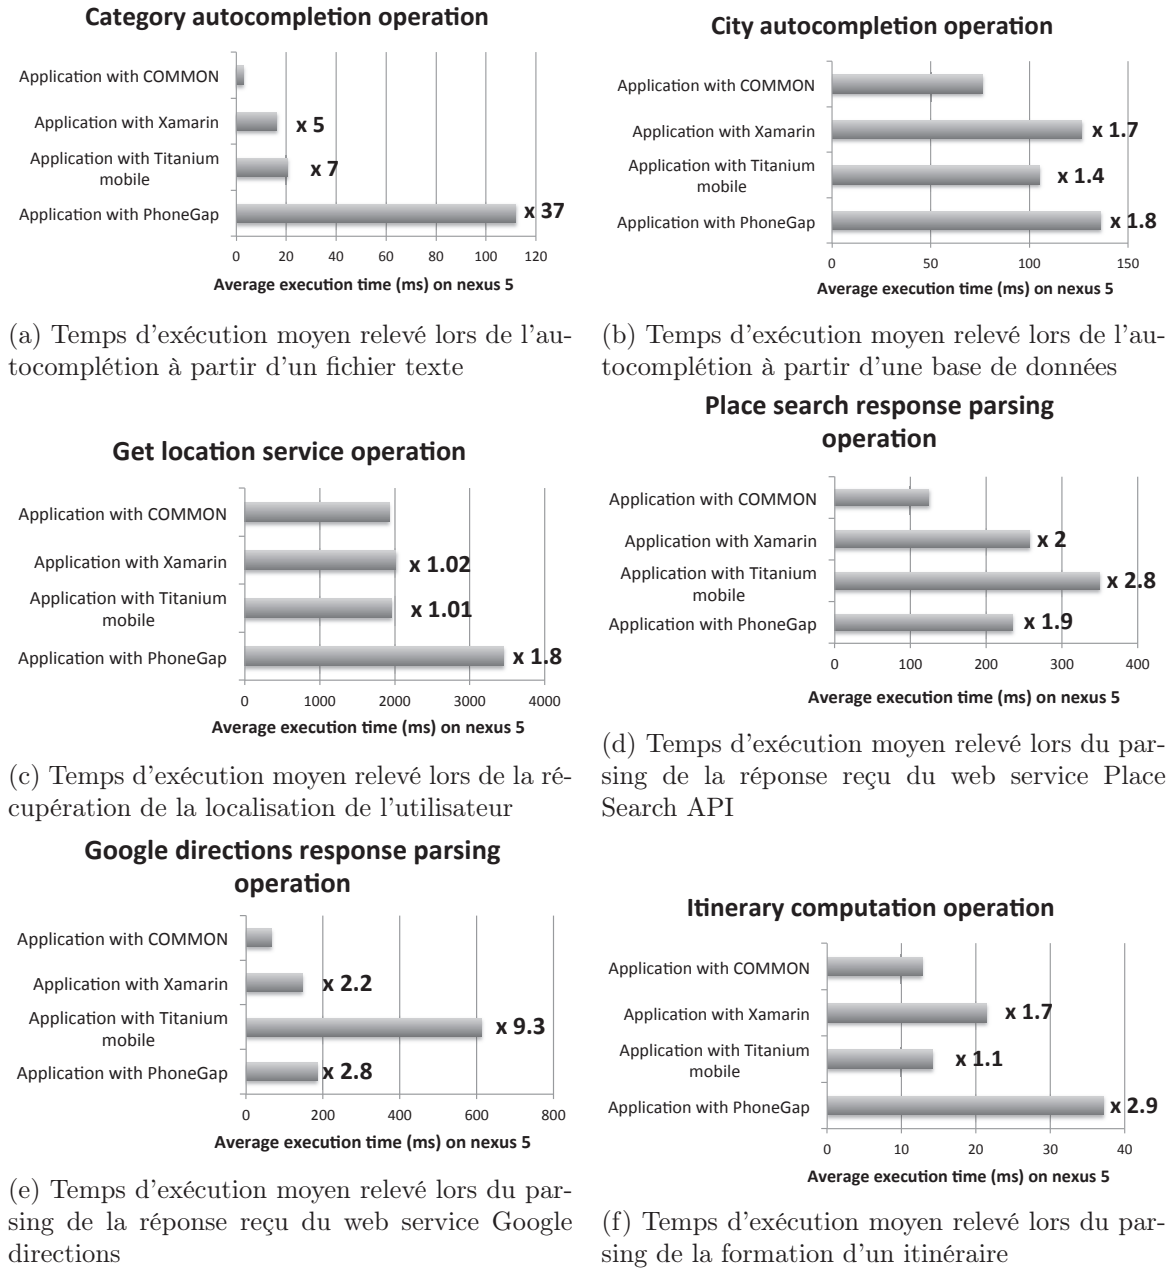 Category autocompletion operation
Application with COMMON
Application with Xamarin
x 5
Application with Titanium
mobile
x 7
Application with PhoneGap
x 37
0 20 40 60 80 100 120
Average execution time (ms) on nexus 5
(a) Temps d'exécution moyen relevé lors de l'au-
tocomplétion à partir d'un fichier texte
City autocompletion operation
Application with COMMON
Application with Xamarin
x 1.7
Application with Titanium
mobile
x 1.4
Application with PhoneGap
x 1.8
0 50 100 150
Average execution time (ms) on nexus 5
(b) Temps d'exécution moyen relevé lors de l'au-
tocomplétion à partir d'une base de données
Get location service operation
Application with COMMON
Application with Xamarin
x 1.02
Application with Titanium
mobile
x 1.01
Application with PhoneGap
x 1.8
0 1000 2000 3000 4000
Average execution time (ms) on nexus 5
(c) Temps d'exécution moyen relevé lors de la ré-
cupération de la localisation de l'utilisateur
Place search response parsing
operation
Application with COMMON
Application with Xamarin
x 2
Application with Titanium
mobile
x 2.8
Application with PhoneGap
x 1.9
0 100 200 300 400
Average execution time (ms) on nexus 5
(d) Temps d'exécution moyen relevé lors du par-
sing de la réponse reçu du web service Place
Search API
Google directions response parsing
operation
Application with COMMON
Application with Xamarin
x 2.2
Application with Titanium
mobile
x 9.3
Application with PhoneGap
x 2.8
0 200 400 600 800
Average execution time (ms) on nexus 5
(e) Temps d'exécution moyen relevé lors du par-
sing de la réponse reçu du web service Google
directions
Itinerary computation operation
Application with COMMON
Application with Xamarin
x 1.7
Application with Titanium
mobile
x 1.1
Application with PhoneGap
x 2.9
0 10 20 30 40
Average execution time (ms) on nexus 5
(f) Temps d'exécution moyen relevé lors du par-
sing de la formation d'un itinéraire